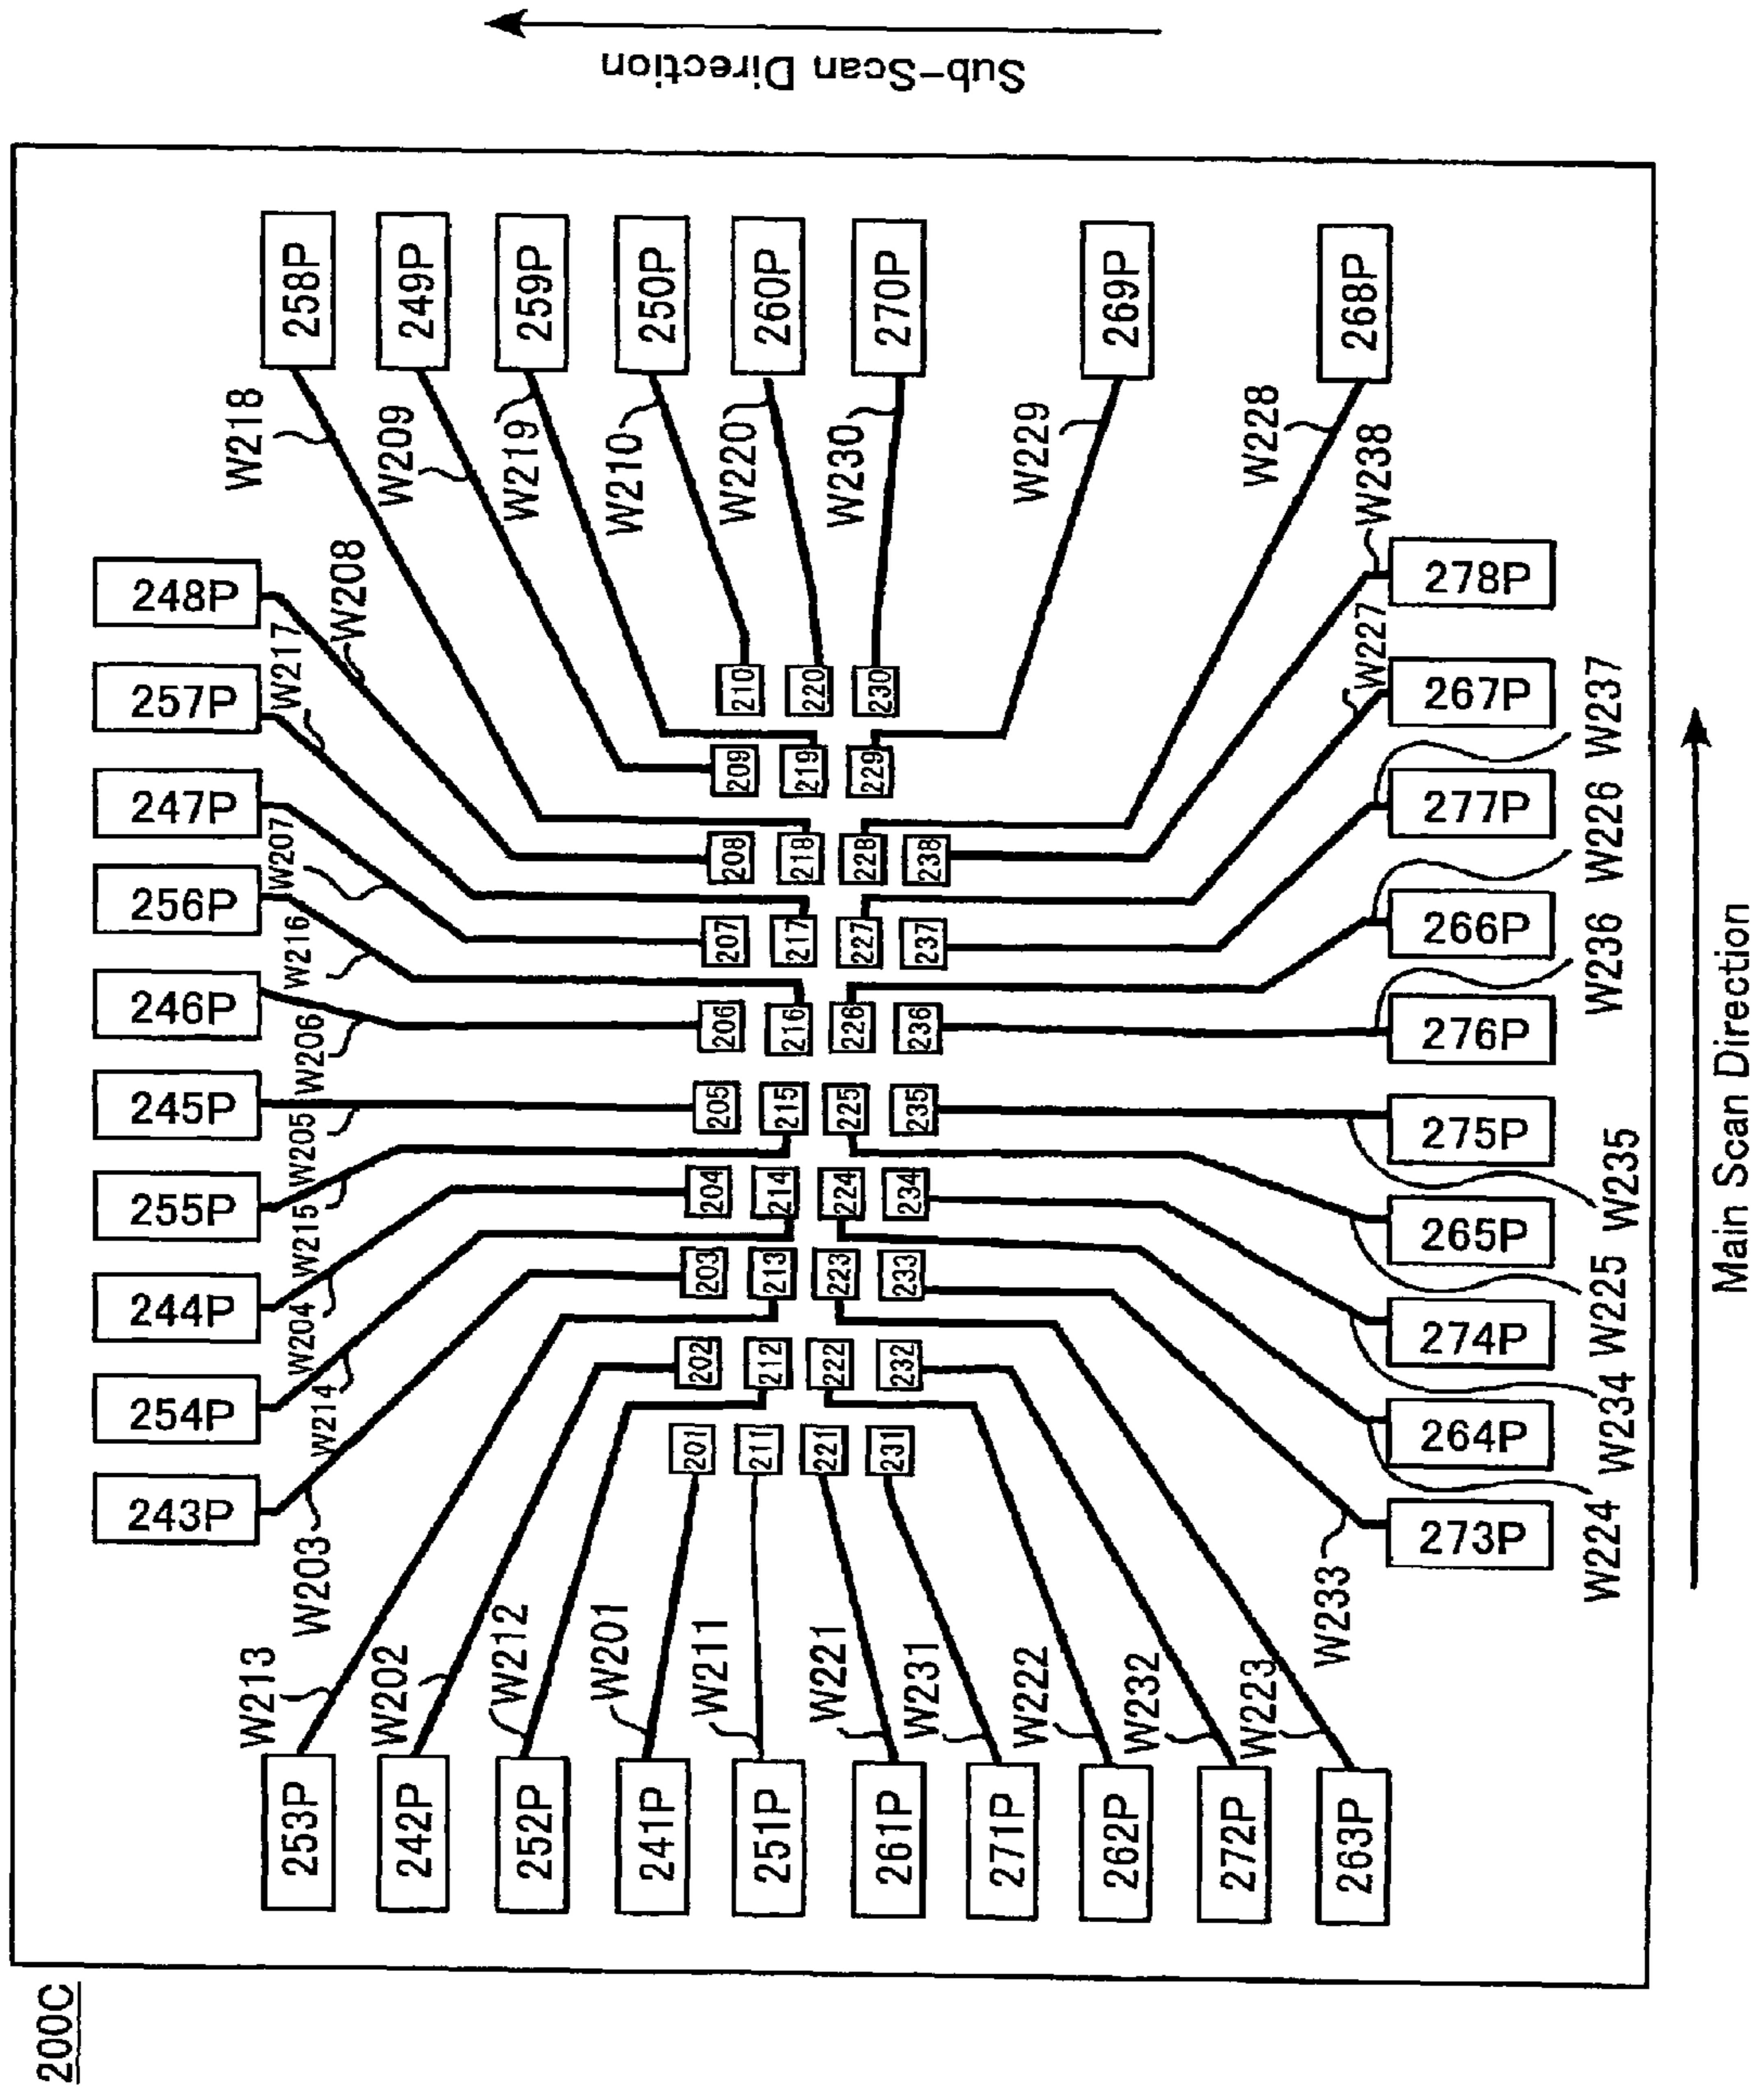 Sub-Scan Direction
258P
249P
259P
250P
260P
270P
269P
268P
W218
W209
W219
W210
W220
W230
W229
W228
W238
248P
257P
247P
256P
246P
245P
255P
244P
254P
243P
W208
W217
W207
W216
W206
W205
W215
W204
W214
W203
210
220
230
209
219
229
208
218
228
238
207
217
227
237
206
216
226
236
205
215
225
235
204
214
224
234
203
213
223
233
202
212
222
232
201
211
221
231
278P
267P
277P
266P
276P
275P
265P
274P
264P
273P
W227
W237
W226
W236
W235
W225
W234
W224
W233
W213
W202
W212
W201
W211
W221
W231
W222
W232
W223
253P
242P
252P
241P
251P
261P
271P
262P
272P
263P
Main Scan Direction
200C